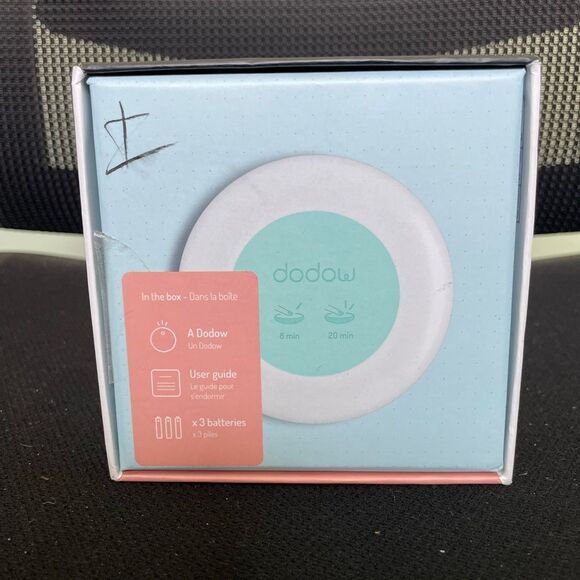 dodow
8 min 20 min
In the box - Dans la boîte
A Dodow
Un Dodow
User guide
Le guide pour
s'endormir
x 3 batteries
x 3 piles